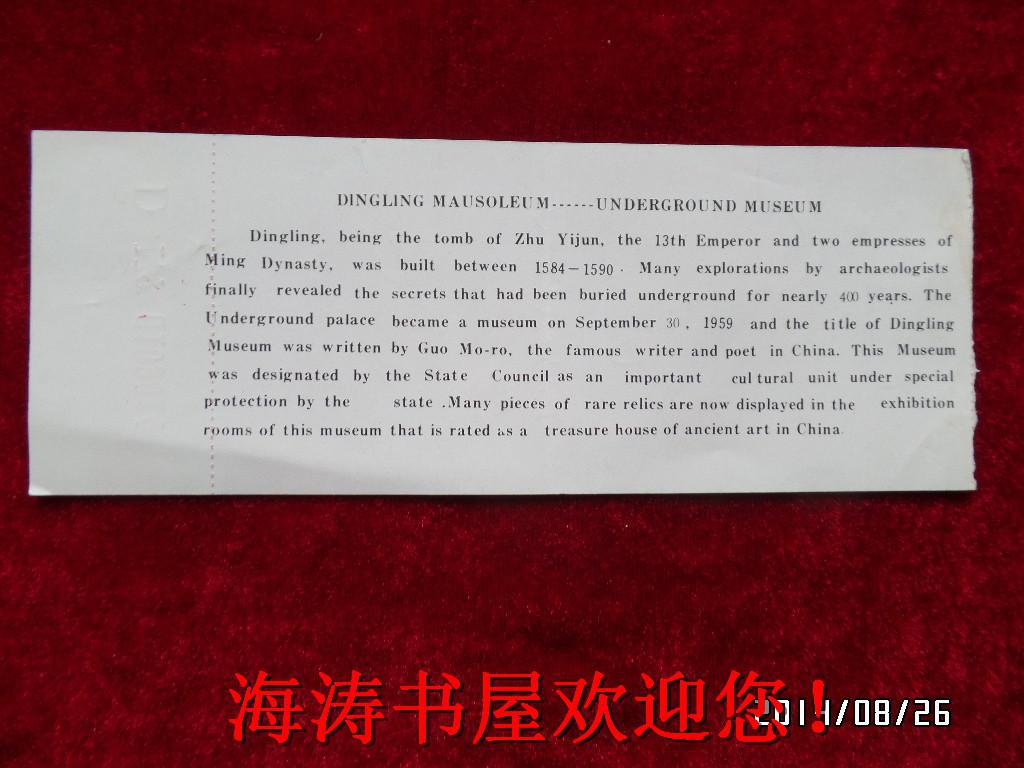 DINGLING MAUSOLEUM------UNDERGROUND MUSEUM
Dingling, being the tomb of Zhu Yijun, the 13th Emperor and two empresses of
Ming Dynasty, was built between 1584-1590. Many explorations by archaeologists
finally revealed the secrets that had been buried underground for nearly 400 years. The
Underground palace became a museum on September 30, 1959 and the title of Dingling
Museum was written by Guo Mo-ro, the famous writer and poet in China. This Museum
was designated by the State Council as an important cultural unit under special
protection by the state .Many pieces of rare relics are now displayed in the exhibition
rooms of this museum that is rated as a treasure house of ancient art in China.
海涛书屋欢迎您!
2014/08/26